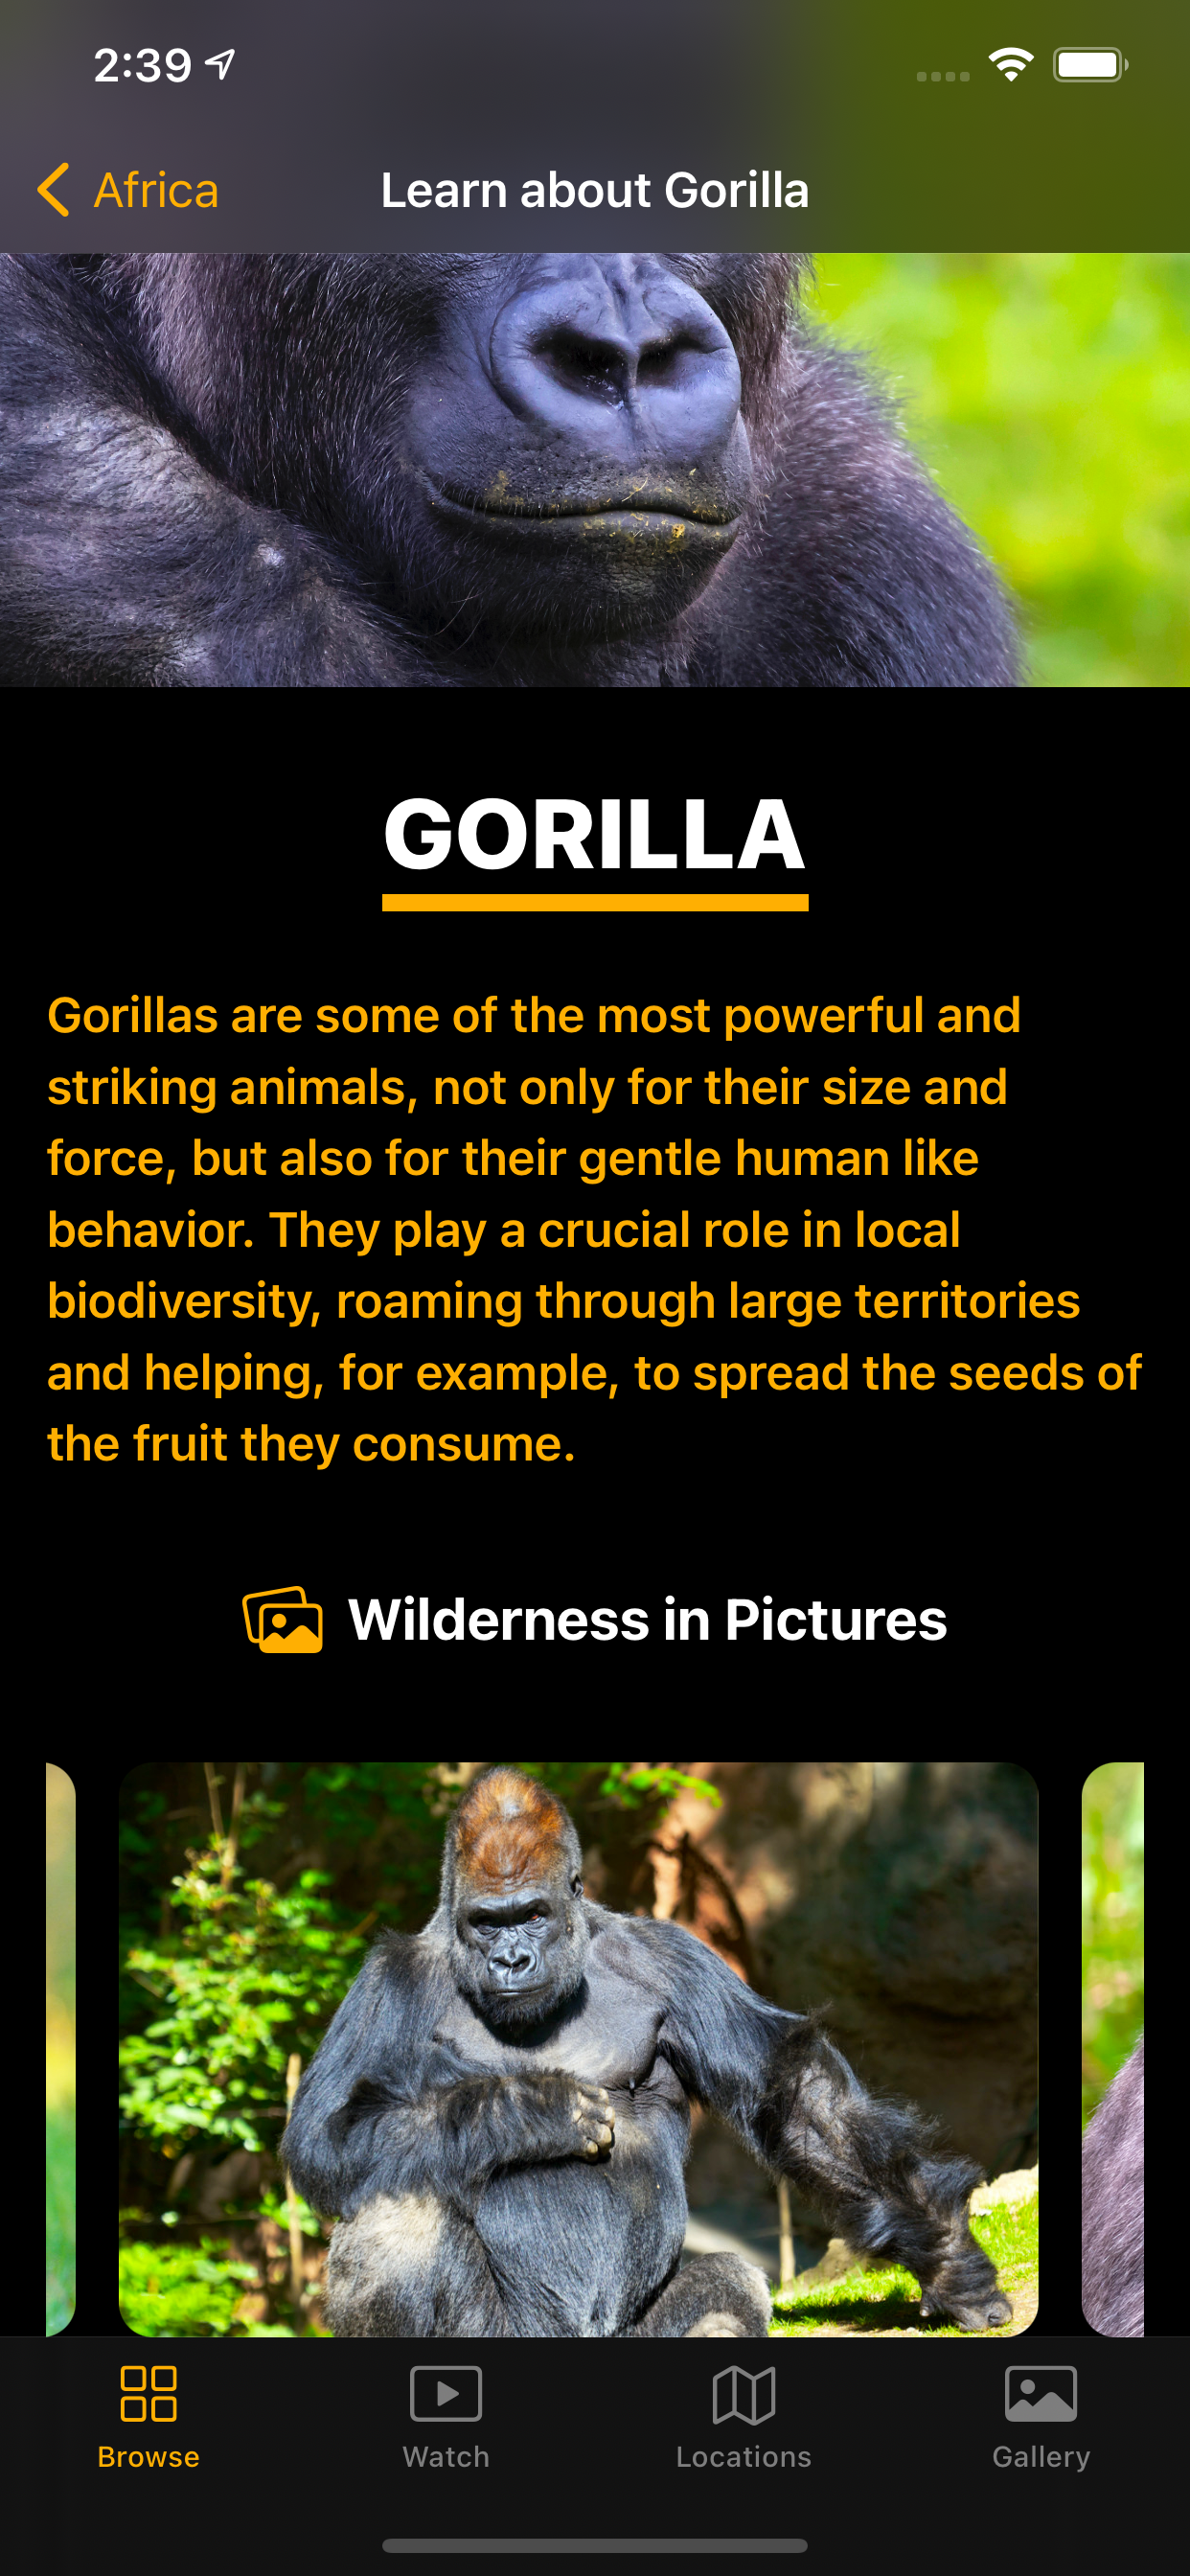 2:39
Africa
Learn about Gorilla
GORILLA
Gorillas are some of the most powerful and
striking animals, not only for their size and
force, but also for their gentle human like
behavior. They play a crucial role in local
biodiversity, roaming through large territories
and helping, for example, to spread the seeds of
the fruit they consume.
Wilderness in Pictures
Browse
Watch
Locations
Gallery